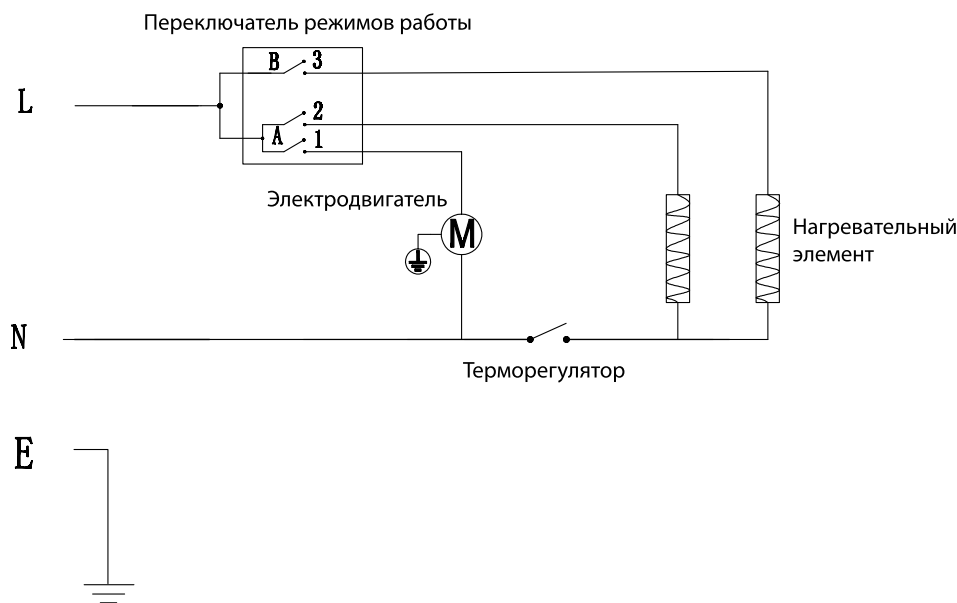 Переключатель режимов работы
B 3
L
2
A 1
Электродвигатель
M
Нагревательный
элемент
N
Терморегулятор
E